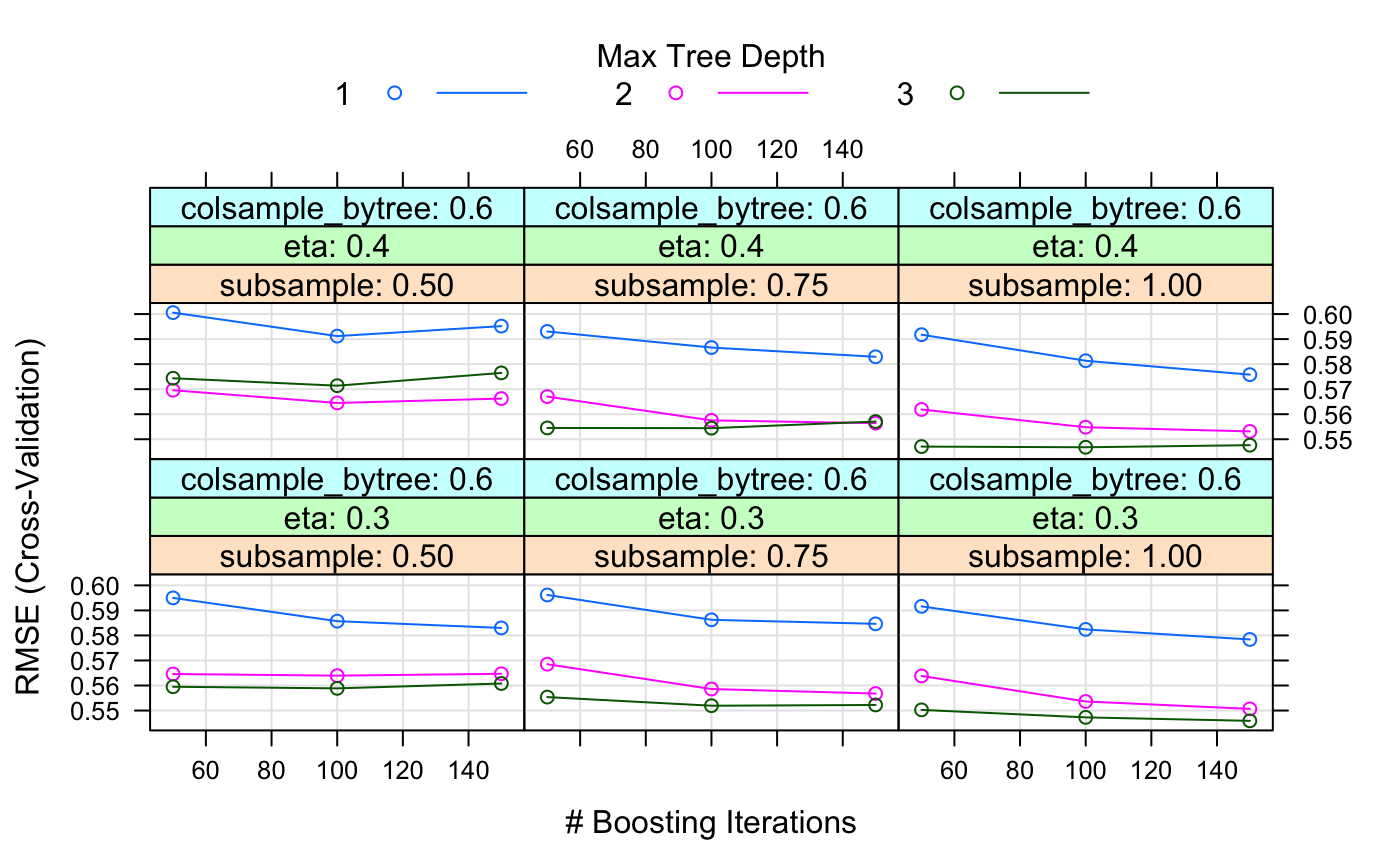 Max Tree Depth
1 2 3
60 80 100 120 140
colsample_bytree: 0.6 colsample_bytree: 0.6 colsample_bytree: 0.6
eta: 0.4 eta: 0.4 eta: 0.4
subsample: 0.50 subsample: 0.75 subsample: 1.00
0.60
0.59
0.58
0.57
0.56
0.55
RMSE (Cross-Validation)
colsample_bytree: 0.6 colsample_bytree: 0.6 colsample_bytree: 0.6
eta: 0.3 eta: 0.3 eta: 0.3
subsample: 0.50 subsample: 0.75 subsample: 1.00
0.60
0.59
0.58
0.57
0.56
0.55
60 80 100 120 140 60 80 100 120 140
# Boosting Iterations